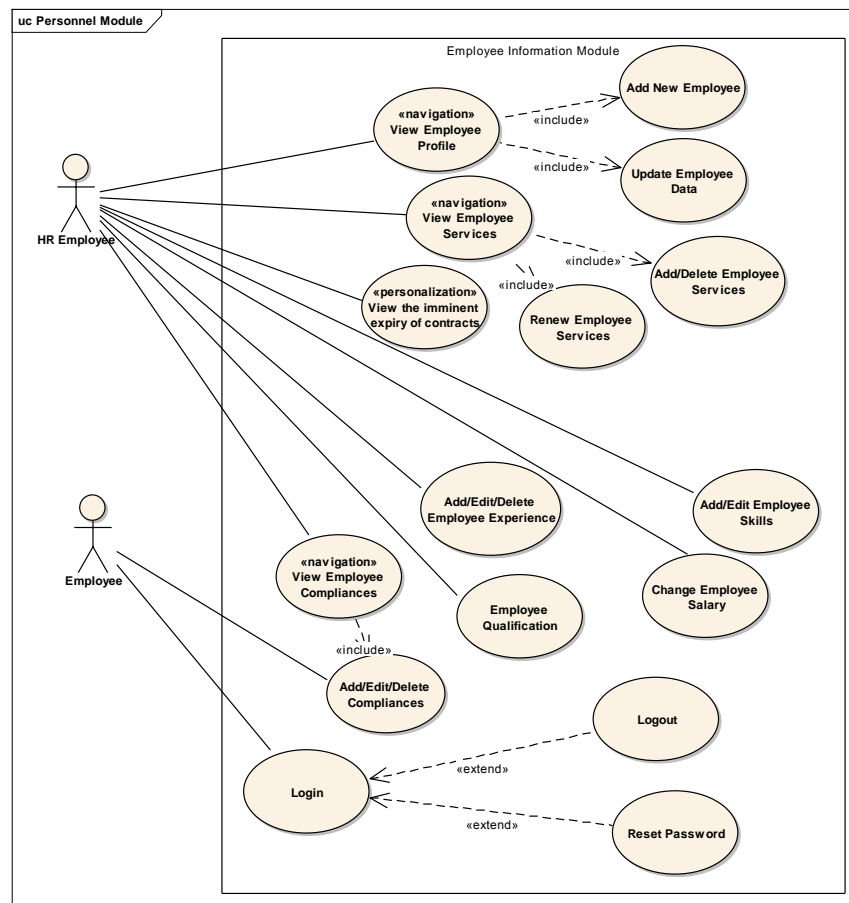 uc Personnel Module
Employee Information Module
Add New Employee
«navigation»
View Employee
Profile
«include»
«include»
Update Employee
Data
HR Employee
«navigation»
View Employee
Services
«include»
Add/Delete Employee
Services
«include»
«personalization»
View the imminent
expiry of contracts
Renew Employee
Services
Add/Edit/Delete
Employee Experience
Add/Edit Employee
Skills
Employee
«navigation»
View Employee
Compliances
Employee
Qualification
Change Employee
Salary
«include»
Add/Edit/Delete
Compliances
Logout
«extend»
Login
«extend»
Reset Password